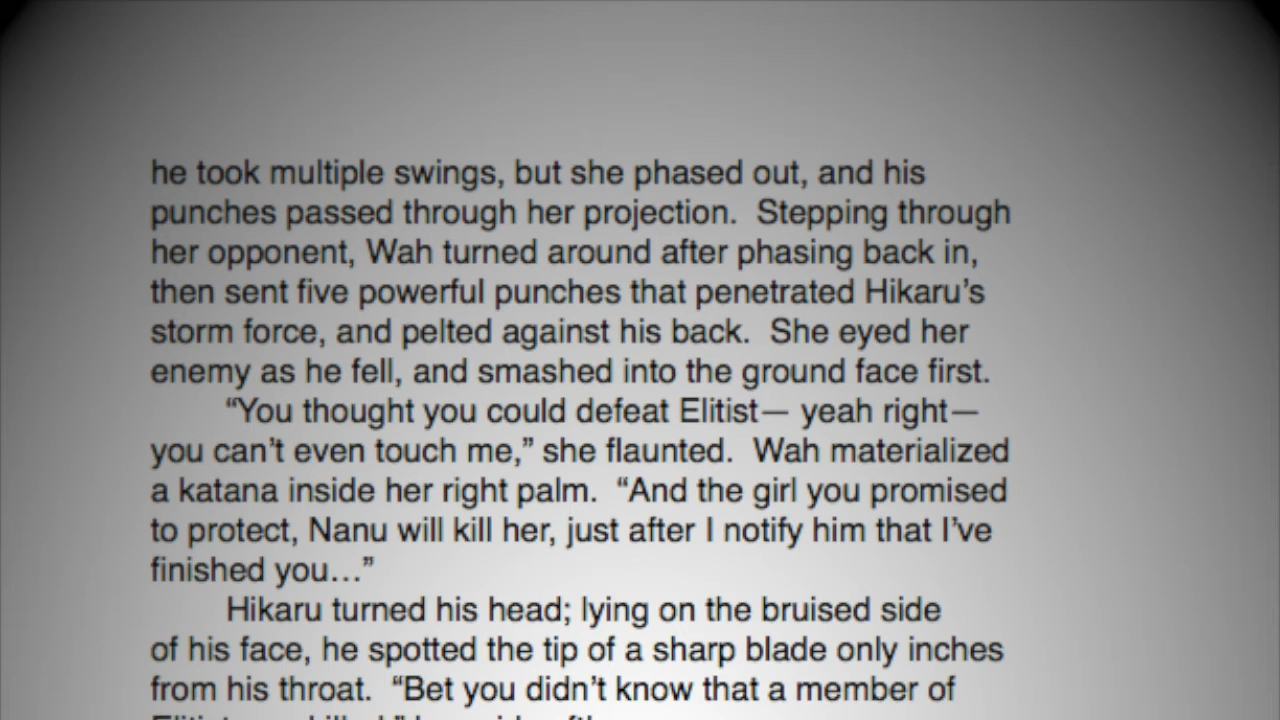 he took multiple swings, but she phased out, and his
punches passed through her projection.  Stepping through
her opponent, Wah turned around after phasing back in,
then sent five powerful punches that penetrated Hikaru’s
storm force, and pelted against his back.  She eyed her
enemy as he fell, and smashed into the ground face first.
“You thought you could defeat Elitist— yeah right—
you can’t even touch me,” she flaunted.  Wah materialized
a katana inside her right palm.  “And the girl you promised
to protect, Nanu will kill her, just after I notify him that I’ve
finished you…”
Hikaru turned his head; lying on the bruised side
of his face, he spotted the tip of a sharp blade only inches
from his throat.  “Bet you didn’t know that a member of